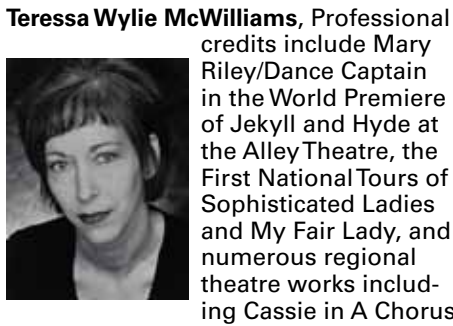 Teressa Wylie McWilliams, Professional
credits include Mary
Riley/Dance Captain
in the World Premiere
of Jekyll and Hyde at
the Alley Theatre, the
First National Tours of
Sophisticated Ladies
and My Fair Lady, and
numerous regional
theatre works includ-
ing Cassie in A Chorus